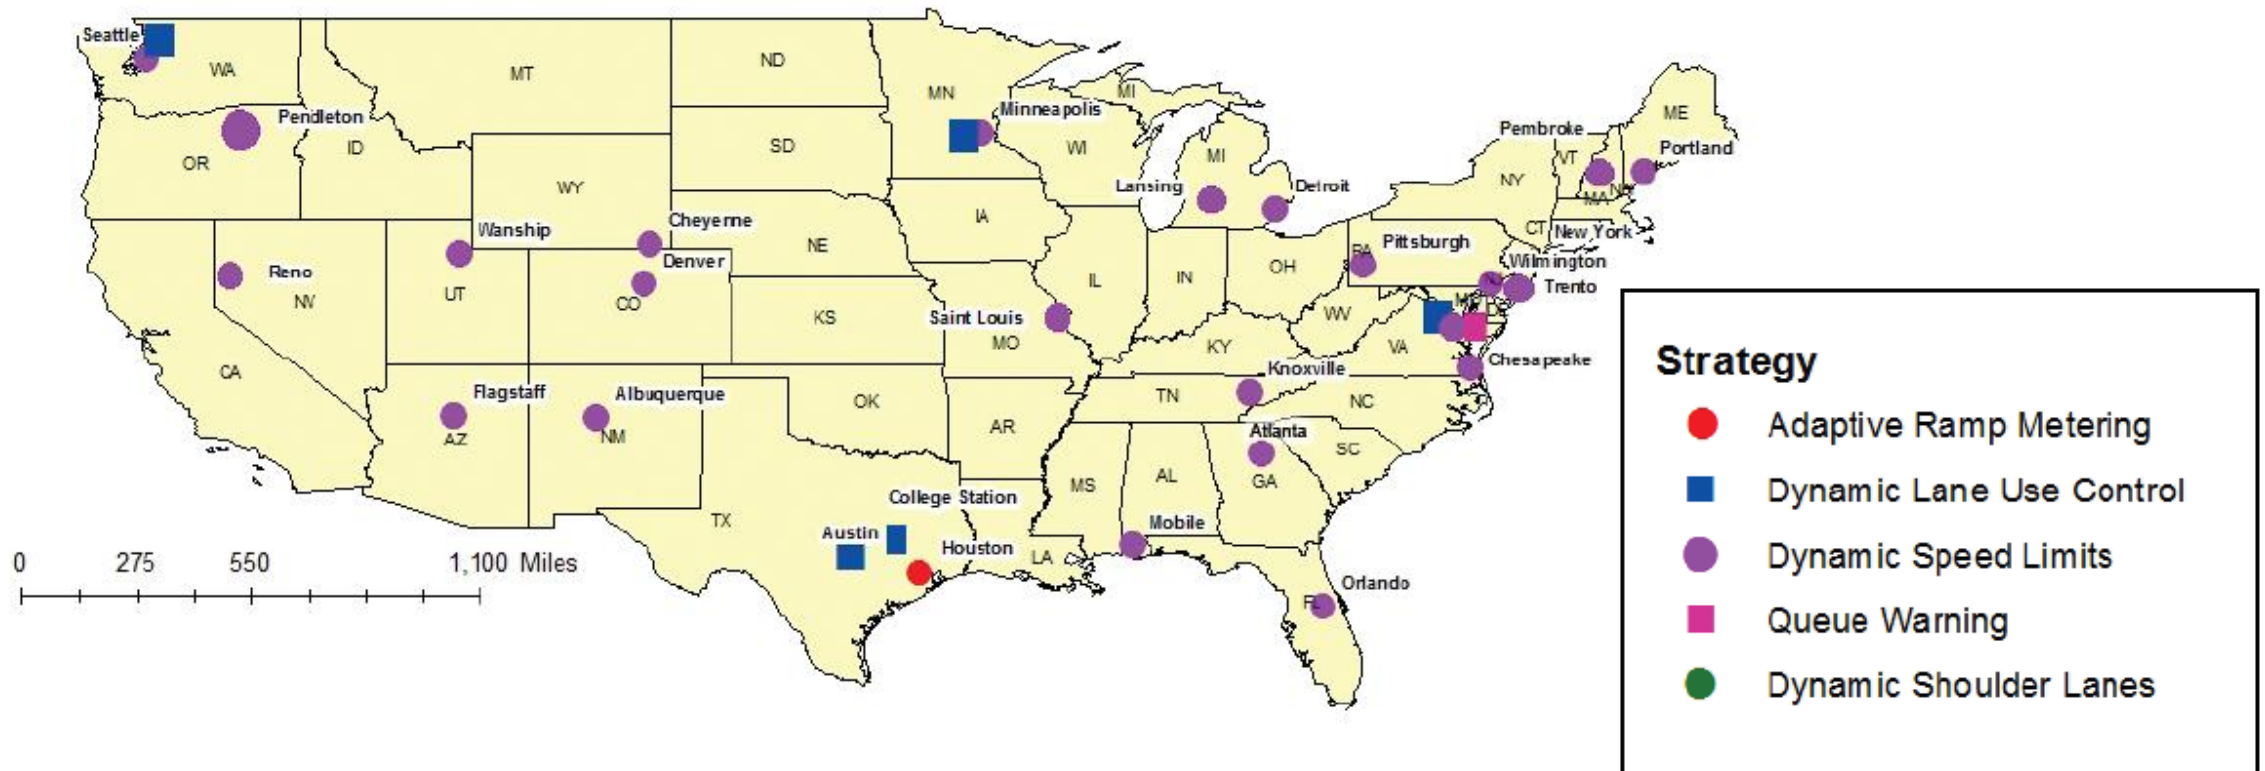 Seattle
WA
MT
ND
MN
Minneapolis
MI
ME
Pendleton
OR
ID
SD
WI
MI
Pembroke
VT
Portland
WY
Lansing
Detroit
NY
MA
IA
Wanship
Cheyenne
NE
CT
New York
Reno
NV
UT
Denver
CO
IL
IN
OH
PA
Pittsburgh
Wilmington
Trento
KS
Saint Louis
MO
WV
VA
KY
Chesapeake
CA
Knoxville
Flagstaff
Albuquerque
OK
AR
TN
NC
AZ
NM
Atlanta
SC
MS
AL
GA
College Station
TX
Austin
Mobile
Houston
LA
Orlando
FL
0 275 550 1,100 Miles
Strategy
Adaptive Ramp Metering
Dynamic Lane Use Control
Dynamic Speed Limits
Queue Warning
Dynamic Shoulder Lanes